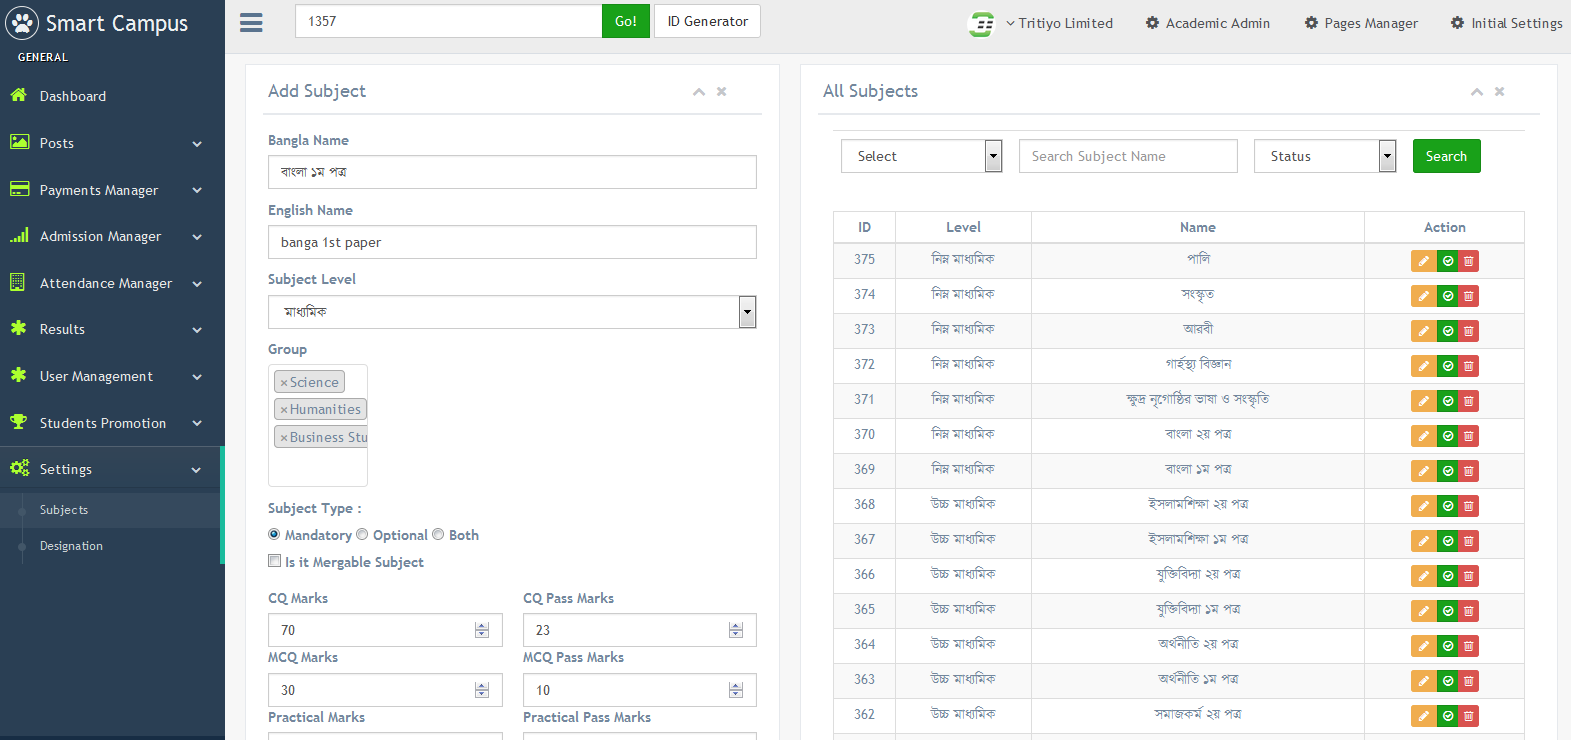 Smart Campus
GENERAL
Dashboard
Posts
Payments Manager
Admission Manager
Attendance Manager
Results
User Management
Students Promotion
Settings
Subjects
Designation
1357 Go! ID Generator
Tritiyo Limited Academic Admin Pages Manager Initial Settings
Add Subject
Bangla Name
বাংলা ১ম পত্র
English Name
banga 1st paper
Subject Level
মাধ্যমিক
Group
×Science
×Humanities
×Business Stu
Subject Type :
Mandatory Optional Both
Is it Mergable Subject
CQ Marks CQ Pass Marks
70 23
MCQ Marks MCQ Pass Marks
30 10
Practical Marks Practical Pass Marks
All Subjects
Select Search Subject Name Status Search
ID Level Name Action
375 নিম্ন মাধ্যমিক পালি
374 নিম্ন মাধ্যমিক সংস্কৃত
373 নিম্ন মাধ্যমিক আরবী
372 নিম্ন মাধ্যমিক গার্হস্থ্য বিজ্ঞান
371 নিম্ন মাধ্যমিক ক্ষুদ্র নৃগোষ্ঠির ভাষা ও সংস্কৃতি
370 নিম্ন মাধ্যমিক বাংলা ২য় পত্র
369 নিম্ন মাধ্যমিক বাংলা ১ম পত্র
368 উচ্চ মাধ্যমিক ইসলামশিক্ষা ২য় পত্র
367 উচ্চ মাধ্যমিক ইসলামশিক্ষা ১ম পত্র
366 উচ্চ মাধ্যমিক যুক্তিবিদ্যা ২য় পত্র
365 উচ্চ মাধ্যমিক যুক্তিবিদ্যা ১ম পত্র
364 উচ্চ মাধ্যমিক অর্থনীতি ২য় পত্র
363 উচ্চ মাধ্যমিক অর্থনীতি ১ম পত্র
362 উচ্চ মাধ্যমিক সমাজকর্ম ২য় পত্র